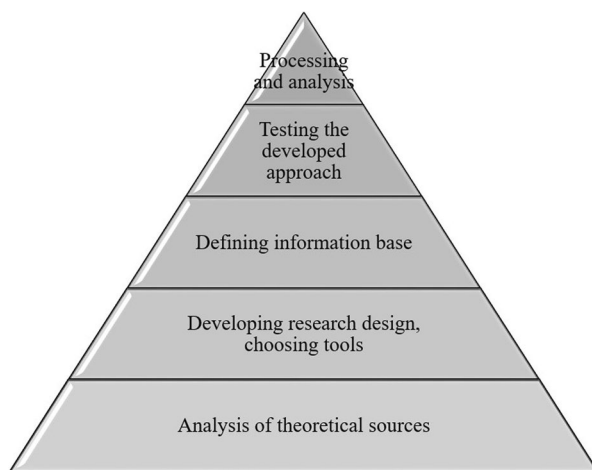 Processing
and analysis
Testing the
developed
approach
Defining information base
Developing research design,
choosing tools
Analysis of theoretical sources